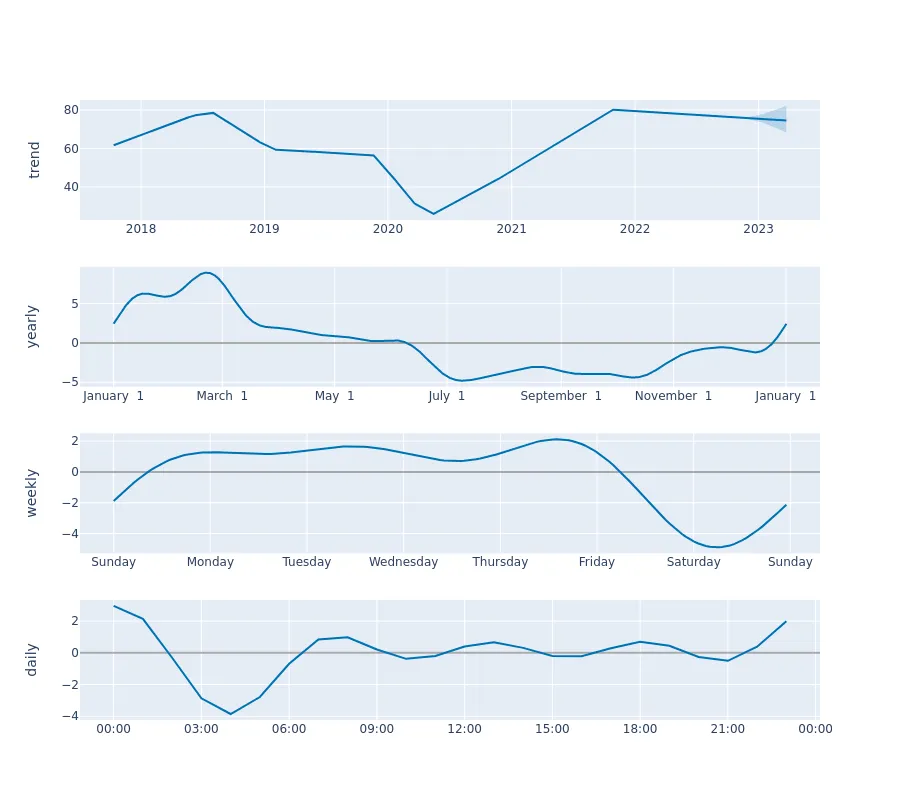 trend
80
60
40
2018 2019 2020 2021 2022 2023
yearly
5
0
−5
January 1 March 1 May 1 July 1 September 1 November 1 January 1
weekly
2
0
−2
−4
Sunday Monday Tuesday Wednesday Thursday Friday Saturday Sunday
daily
2
0
−2
−4
00:00 03:00 06:00 09:00 12:00 15:00 18:00 21:00 00:00